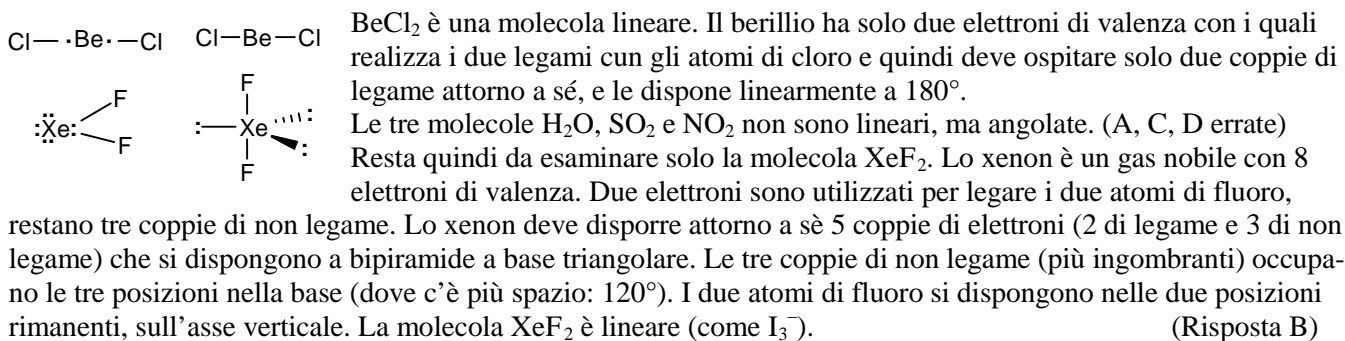 Cl— ·Be· —Cl Cl—Be—Cl
BeCl₂ è una molecola lineare. Il berillio ha solo due elettroni di valenza con i quali
realizza i due legami cun gli atomi di cloro e quindi deve ospitare solo due coppie di
legame attorno a sé, e le dispone linearmente a 180°.
F
:Xe:
F
F
: Xe :
:
F
Le tre molecole H₂O, SO₂ e NO₂ non sono lineari, ma angolate. (A, C, D errate)
Resta quindi da esaminare solo la molecola XeF₂. Lo xenon è un gas nobile con 8
elettroni di valenza. Due elettroni sono utilizzati per legare i due atomi di fluoro,
restano tre coppie di non legame. Lo xenon deve disporre attorno a sè 5 coppie di elettroni (2 di legame e 3 di non
legame) che si dispongono a bipiramide a base triangolare. Le tre coppie di non legame (più ingombranti) occupa-
no le tre posizioni nella base (dove c'è più spazio: 120°). I due atomi di fluoro si dispongono nelle due posizioni
rimanenti, sull'asse verticale. La molecola XeF₂ è lineare (come I₃⁻). (Risposta B)